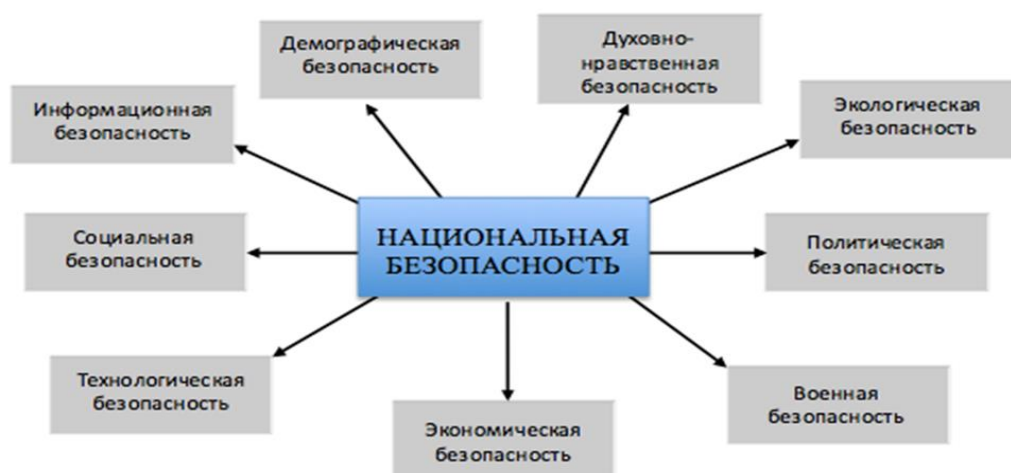 Демографическая
безопасность
Духовно-
нравственная
безопасность
Информационная
безопасность
Экологическая
безопасность
НАЦИОНАЛЬНАЯ
БЕЗОПАСНОСТЬ
Социальная
безопасность
Политическая
безопасность
Технологическая
безопасность
Военная
безопасность
Экономическая
безопасность